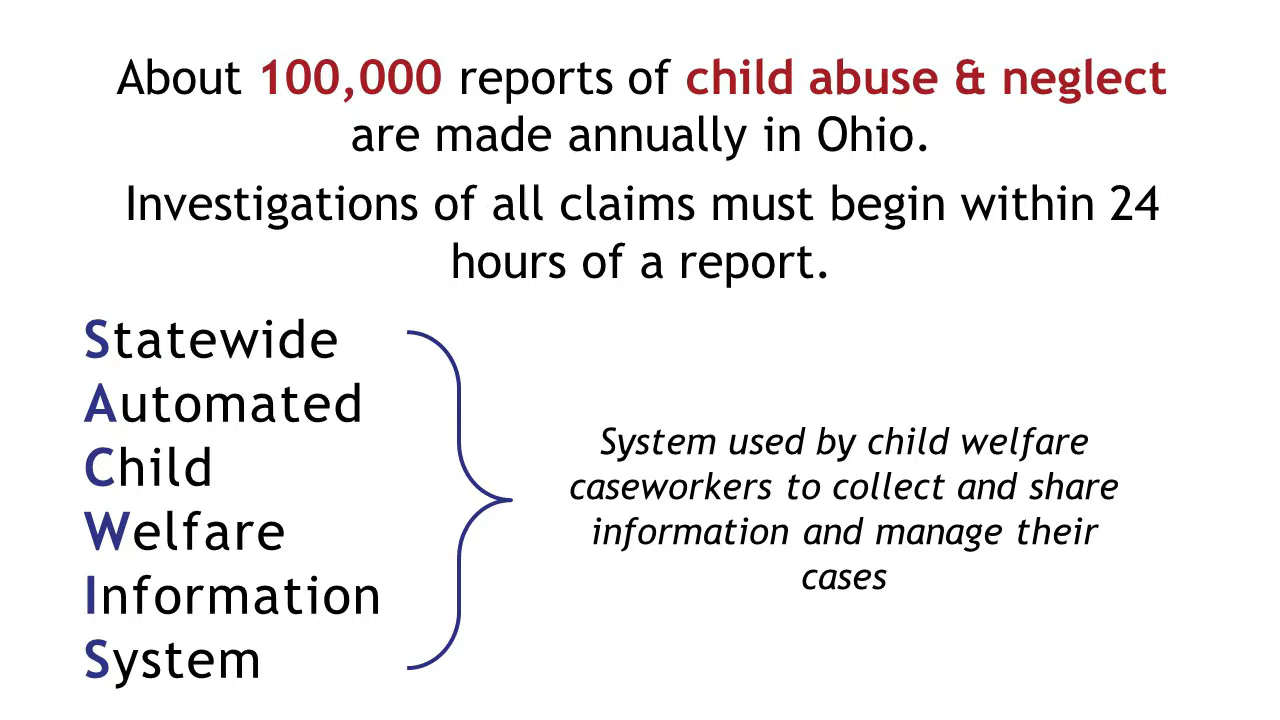 About 100,000 reports of child abuse & neglect
are made annually in Ohio.
Investigations of all claims must begin within 24
hours of a report.
Statewide
Automated
Child
Welfare
Information
System
System used by child welfare
caseworkers to collect and share
information and manage their
cases